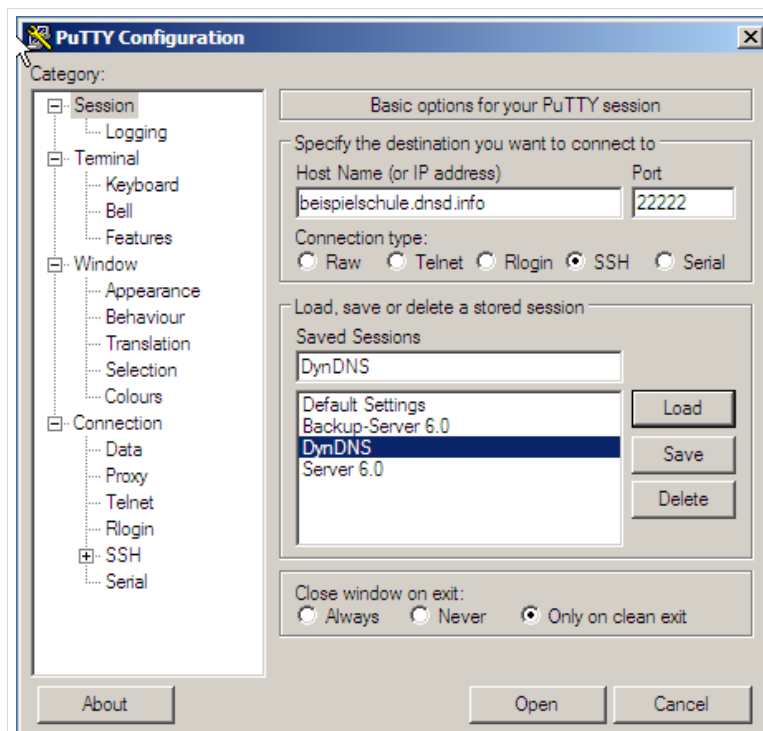 PuTTY Configuration
Category:
Session
Logging
Terminal
Keyboard
Bell
Features
Window
Appearance
Behaviour
Translation
Selection
Colours
Connection
Data
Proxy
Telnet
Rlogin
SSH
Serial
Basic options for your PuTTY session
Specify the destination you want to connect to
Host Name (or IP address) Port
beispielschule.dnsd.info 22222
Connection type:
Raw Telnet Rlogin SSH Serial
Load, save or delete a stored session
Saved Sessions
DynDNS
Default Settings
Backup-Server 6.0
DynDNS
Server 6.0
Load
Save
Delete
Close window on exit:
Always Never Only on clean exit
About Open Cancel